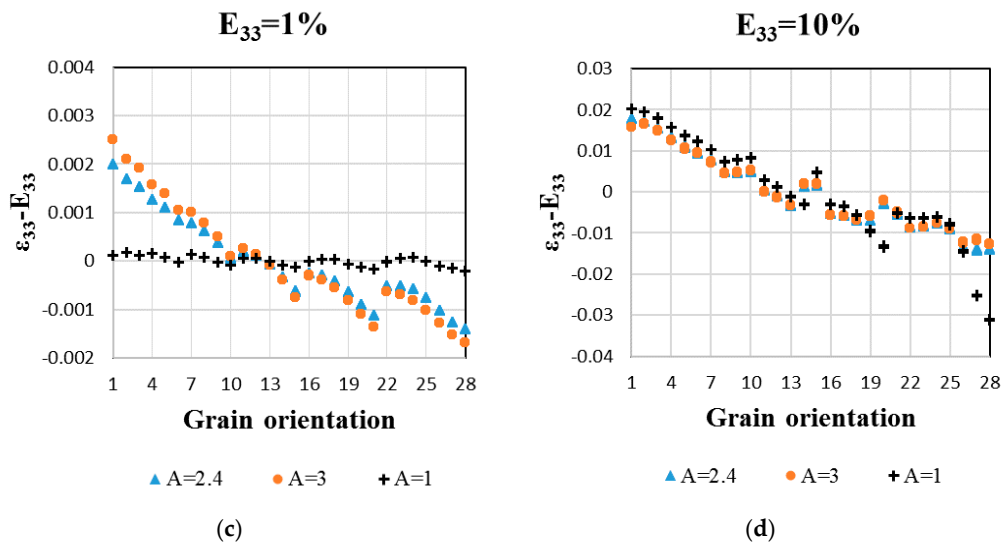 E₃₃=1%
0.004
0.003
0.002
0.001
0
-0.001
-0.002
ε₃₃-E₃₃
1 4 7 10 13 16 19 22 25 28
Grain orientation
A=2.4 A=3 A=1
(c)
E₃₃=10%
0.03
0.02
0.01
0
-0.01
-0.02
-0.03
-0.04
ε₃₃-E₃₃
1 4 7 10 13 16 19 22 25 28
Grain orientation
A=2.4 A=3 A=1
(d)